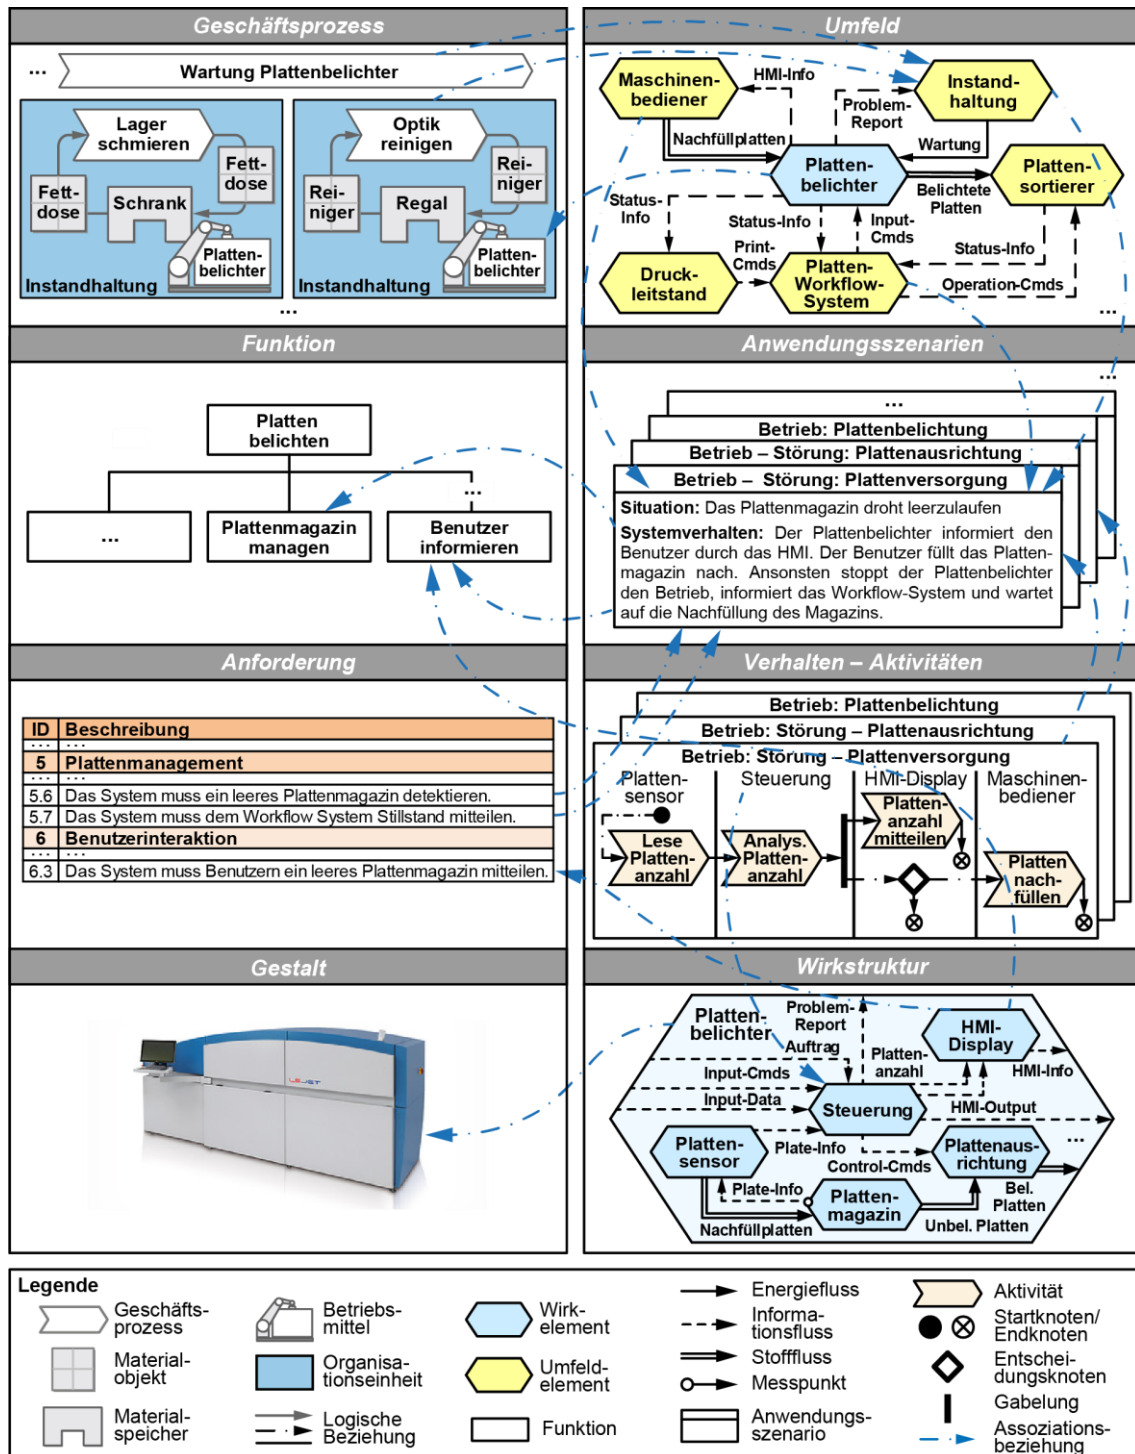 Geschäftsprozess
...
Wartung Plattenbelichter
Lager
schmieren
Fett-
dose
Fett-
dose
Schrank
Platten-
belichter
Instandhaltung
Optik
reinigen
Rei-
niger
Rei-
niger
Regal
Platten-
belichter
Instandhaltung
...
Umfeld
Maschinen-
bediener
HMI-Info
Instand-
haltung
Problem-
Report
Nachfüllplatten
Wartung
Platten-
belichter
Platten-
sortierer
Belichtete
Platten
Status-
Info
Status-Info
Input-
Cmds
Status-Info
Print-
Cmds
Druck-
leitstand
Platten-
Workflow-
System
Operation-Cmds
...
Funktion
Platten
belichten
...
...
Plattenmagazin
managen
Benutzer
informieren
Anwendungsszenarien
...
...
Betrieb: Plattenbelichtung
Betrieb – Störung: Plattenausrichtung
Betrieb – Störung: Plattenversorgung
Situation: Das Plattenmagazin droht leerzulaufen
Systemverhalten: Der Plattenbelichter informiert den
Benutzer durch das HMI. Der Benutzer füllt das Platten-
magazin nach. Ansonsten stoppt der Plattenbelichter
den Betrieb, informiert das Workflow-System und wartet
auf die Nachfüllung des Magazins.
Anforderung
ID Beschreibung
... ...
5 Plattenmanagement
... ...
5.6 Das System muss ein leeres Plattenmagazin detektieren.
5.7 Das System muss dem Workflow System Stillstand mitteilen.
6 Benutzerinteraktion
... ...
6.3 Das System muss Benutzern ein leeres Plattenmagazin mitteilen.
Verhalten – Aktivitäten
Betrieb: Plattenbelichtung
Betrieb: Störung – Plattenausrichtung
Betrieb: Störung – Plattenversorgung
Platten-
sensor
Steuerung
HMI-Display
Maschinen-
bediener
Lese
Platten-
anzahl
Analys.
Platten-
anzahl
Platten-
anzahl
mitteilen
Platten
nach-
füllen
Gestalt
LSJET
Wirkstruktur
Platten-
belichter
Problem-
Report
HMI-
Display
Auftrag
Platten-
anzahl
HMI-Info
Input-Cmds
Input-Data
Steuerung
HMI-Output
Platten-
sensor
Plate-Info
Control-Cmds
Plattenaus-
richtung
...
Plate-Info
Platten-
magazin
Bel.
Platten
Nachfüllplatten
Unbel. Platten
Legende
Geschäfts-
prozess
Material-
objekt
Material-
speicher
Betriebs-
mittel
Organisa-
tionseinheit
Logische
Beziehung
Wirk-
element
Umfeld-
element
Funktion
Energiefluss
Informa-
tionsfluss
Stofffluss
Messpunkt
Anwendungs-
szenario
Aktivität
Startknoten/
Endknoten
Entschei-
dungsknoten
Gabelung
Assoziations-
beziehung